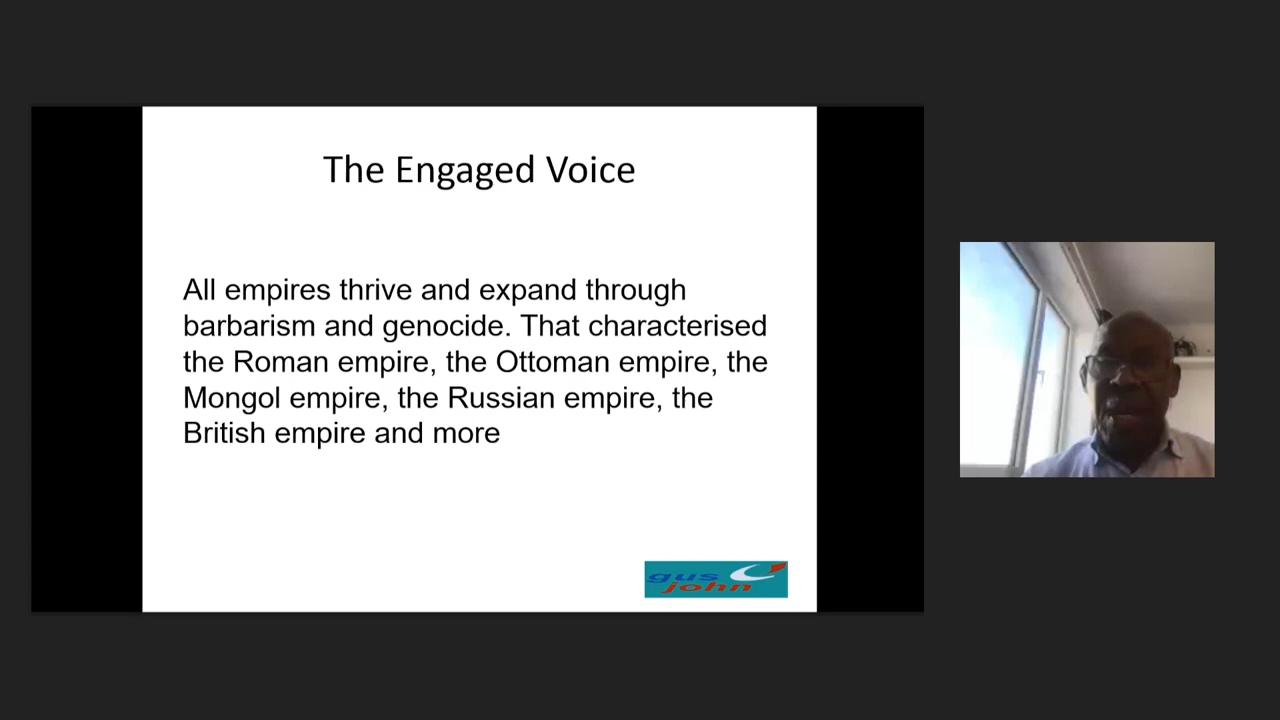 The Engaged Voice
All empires thrive and expand through
barbarism and genocide. That characterised
the Roman empire, the Ottoman empire, the
Mongol empire, the Russian empire, the
British empire and more
gus
john